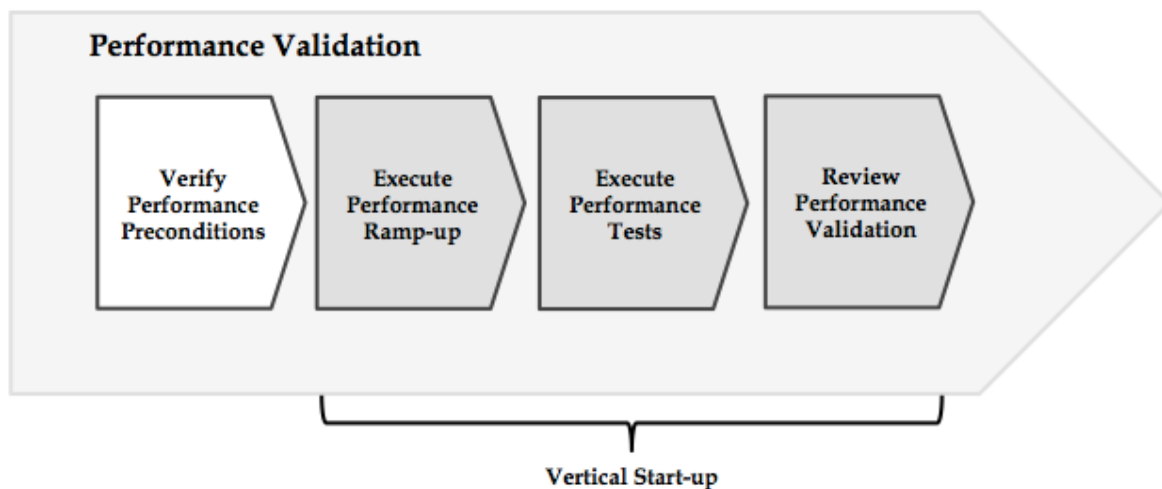 Performance Validation
Verify
Performance
Preconditions
Execute
Performance
Ramp-up
Execute
Performance
Tests
Review
Performance
Validation
Vertical Start-up